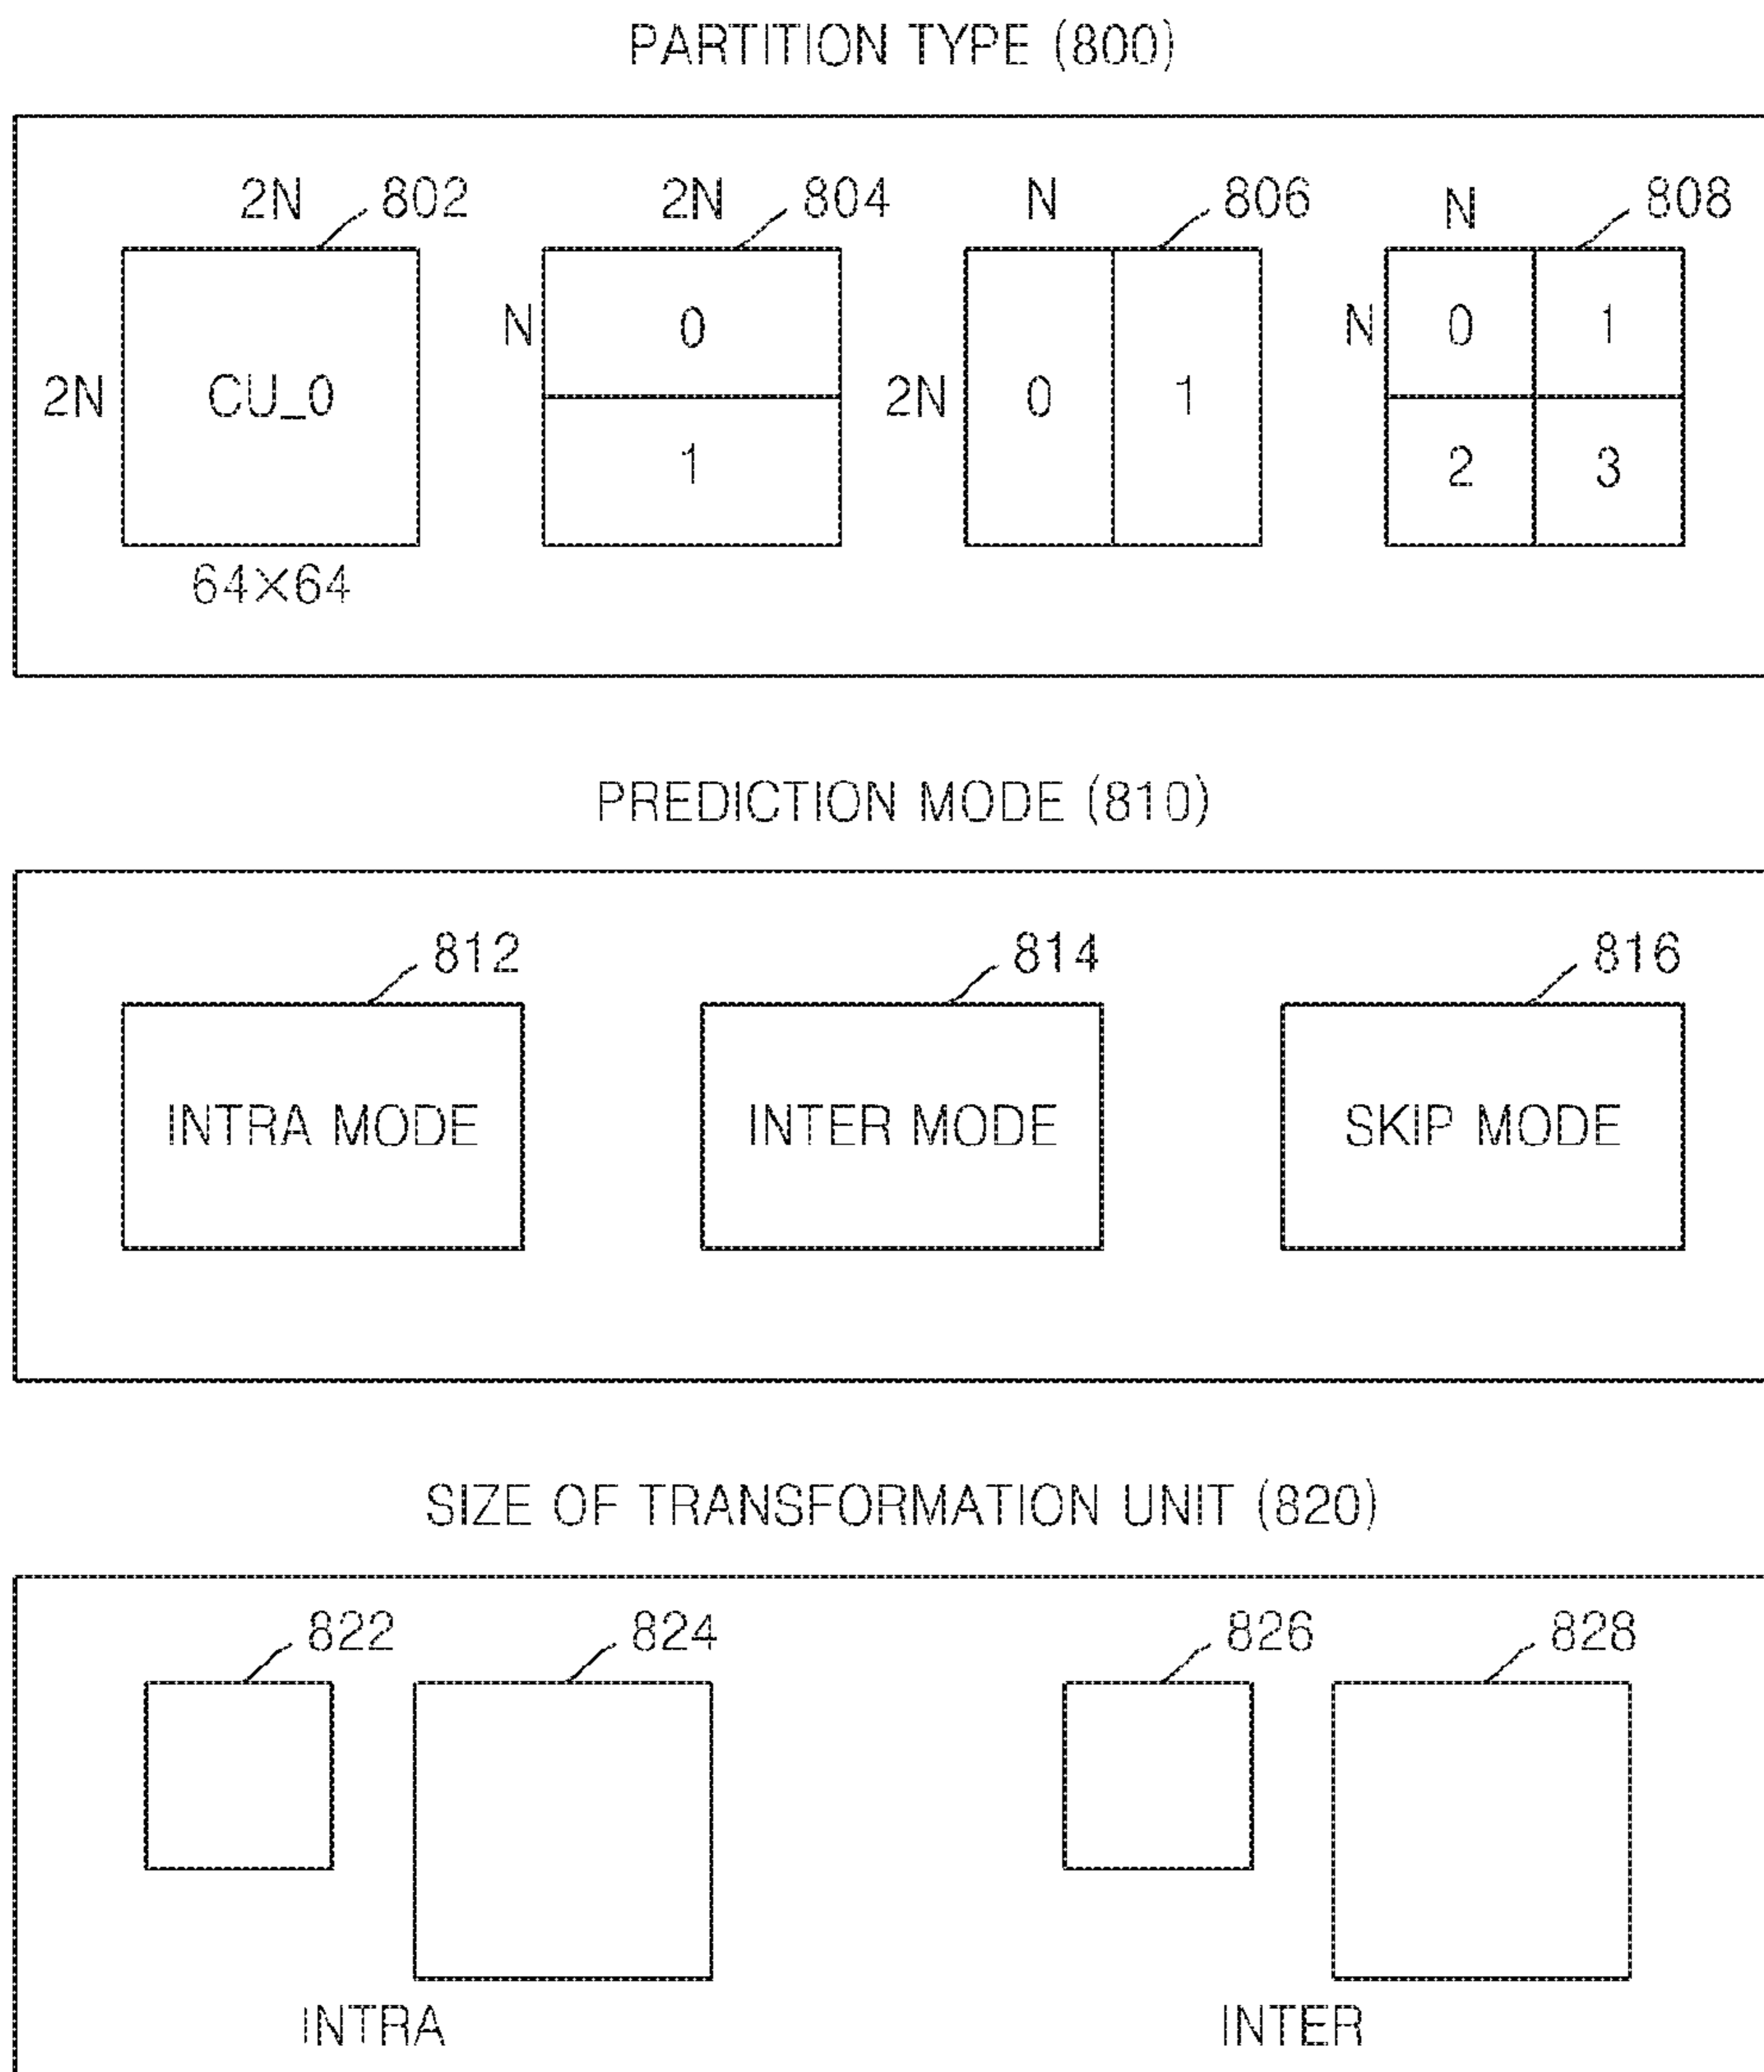 PARTITION TYPE (800)
2N 802 2N 804 N 806 N 808
N 0 N 0 1
2N CU_0 2N 0 1
1 2 3
64×64
PREDICTION MODE (810)
812 814 816
INTRA MODE INTER MODE SKIP MODE
SIZE OF TRANSFORMATION UNIT (820)
822 824 826 828
INTRA INTER